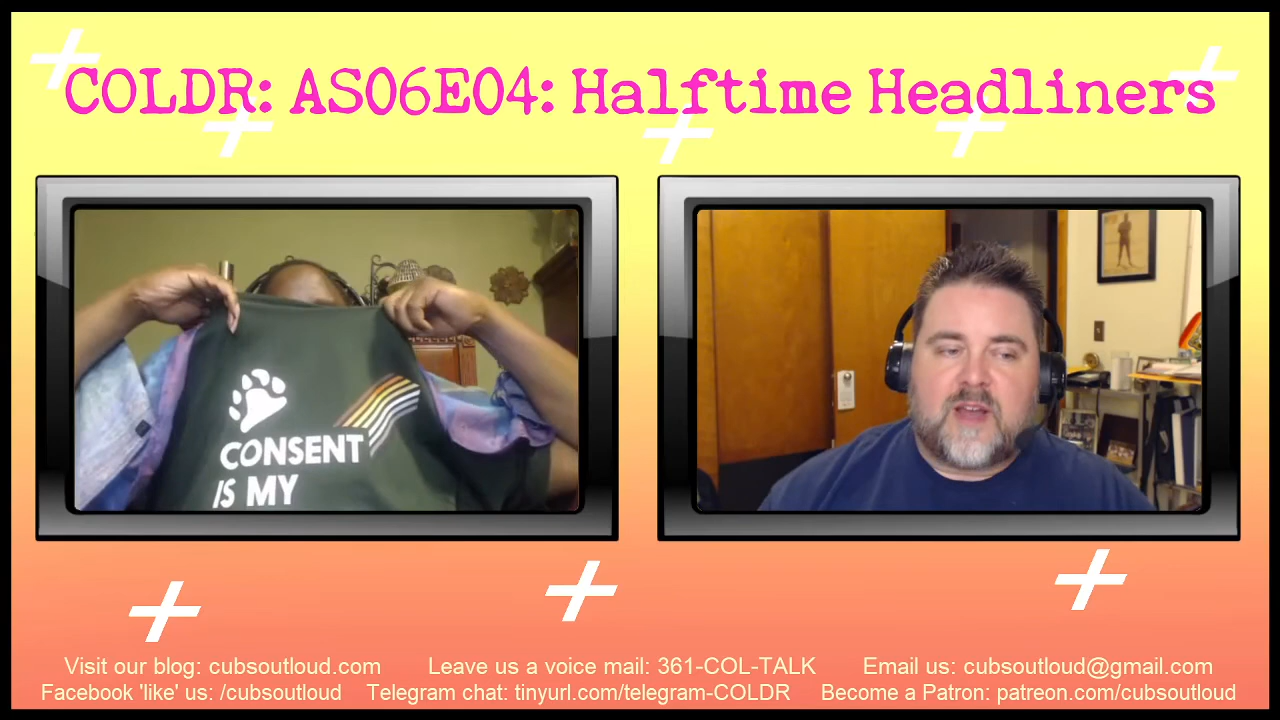 COLDR: AS06E04: Halftime Headliners
CONSENT
IS MY
Visit our blog: cubsoutloud.com Leave us a voice mail: 361-COL-TALK Email us: cubsoutloud@gmail.com
Facebook 'like' us: /cubsoutloud Telegram chat: tinyurl.com/telegram-COLDR Become a Patron: patreon.com/cubsoutloud